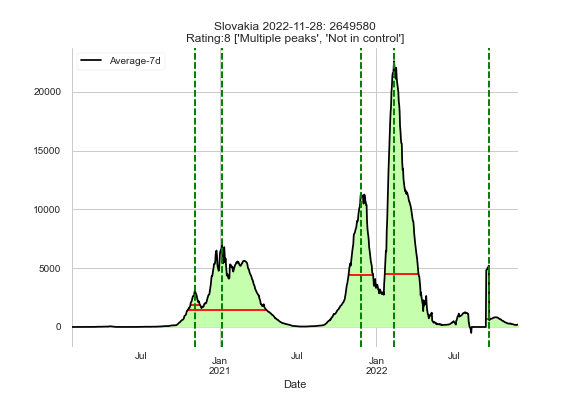 Slovakia 2022-11-28: 2649580
Rating:8 ['Multiple peaks', 'Not in control']
Average-7d
20000
15000
10000
5000
0
Jul
Jan
2021
Jul
Jan
2022
Jul
Date